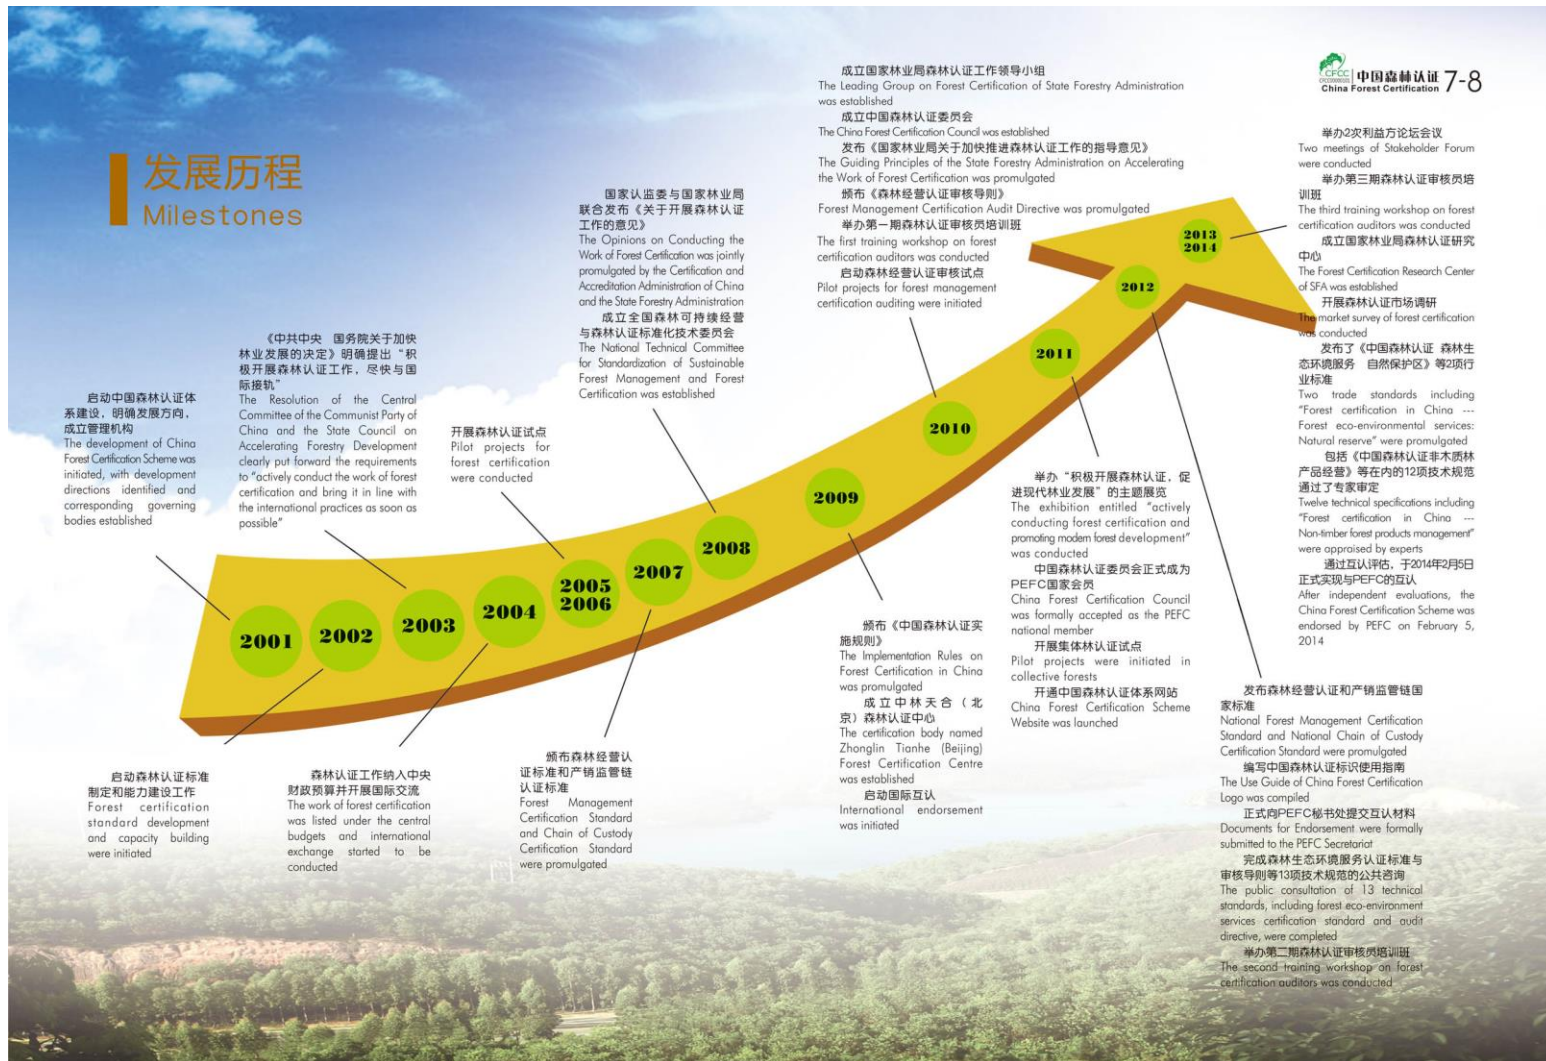 发展历程
Milestones
CFCC
中国森林认证
China Forest Certification
7-8
启动中国森林认证体
系建设，明确发展方向，
成立管理机构
The development of China
Forest Certification Scheme was
initiated, with development
directions identified and
corresponding governing
bodies established
2001
启动森林认证标准
制定和能力建设工作
Forest certification
standard development
and capacity building
were initiated
2002
《中共中央 国务院关于加快
林业发展的决定》明确提出“积
极开展森林认证工作，尽快与国
际接轨”
The Resolution of the Central
Committee of the Communist Party of
China and the State Council on
Accelerating Forestry Development
clearly put forward the requirements
to “actively conduct the work of forest
certification and bring it in line with
the international practices as soon as
possible”
2003
森林认证工作纳入中央
财政预算并开展国际交流
The work of forest certification
was listed under the central
budgets and international
exchange started to be
conducted
2004
开展森林认证试点
Pilot projects for
forest certification
were conducted
2005
2006
颁布森林经营认
证标准和产销监管链
认证标准
Forest Management
Certification Standard
and Chain of Custody
Certification Standard
were promulgated
2007
国家认监委与国家林业局
联合发布《关于开展森林认证
工作的意见》
The Opinions on Conducting the
Work of Forest Certification was jointly
promulgated by the Certification and
Accreditation Administration of China
and the State Forestry Administration
成立全国森林可持续经营
与森林认证标准化技术委员会
The National Technical Committee
for Standardization of Sustainable
Forest Management and Forest
Certification was established
2008
颁布《中国森林认证实
施规则》
The Implementation Rules on
Forest Certification in China
was promulgated
成立中林天合（北
京）森林认证中心
The certification body named
Zhonglin Tianhe (Beijing)
Forest Certification Centre
was established
启动国际互认
International endorsement
was initiated
2009
成立国家林业局森林认证工作领导小组
The Leading Group on Forest Certification of State Forestry Administration
was established
成立中国森林认证委员会
The China Forest Certification Council was established
发布《国家林业局关于加快推进森林认证工作的指导意见》
The Guiding Principles of the State Forestry Administration on Accelerating
the Work of Forest Certification was promulgated
颁布《森林经营认证审核导则》
Forest Management Certification Audit Directive was promulgated
举办第一期森林认证审核员培训班
The first training workshop on forest
certification auditors was conducted
启动森林经营认证审核试点
Pilot projects for forest management
certification auditing were initiated
2010
举办“积极开展森林认证，促
进现代林业发展”的主题展览
The exhibition entitled “actively
conducting forest certification and
promoting modern forest development”
was conducted
中国森林认证委员会正式成为
PEFC国家会员
China Forest Certification Council
was formally accepted as the PEFC
national member
开展集体林认证试点
Pilot projects were initiated in
collective forests
开通中国森林认证体系网站
China Forest Certification Scheme
Website was launched
2011
发布森林经营认证和产销监管链国
家标准
National Forest Management Certification
Standard and National Chain of Custody
Certification Standard were promulgated
编写中国森林认证标识使用指南
The Use Guide of China Forest Certification
Logo was compiled
正式向PEFC秘书处提交互认材料
Documents for Endorsement were formally
submitted to the PEFC Secretariat
完成森林生态环境服务认证标准与
审核导则等13项技术规范的公共咨询
The public consultation of 13 technical
standards, including forest eco-environment
services certification standard and audit
directive, were completed
举办第二期森林认证审核员培训班
The second training workshop on forest
certification auditors was conducted
2012
举办2次利益方论坛会议
Two meetings of Stakeholder Forum
were conducted
举办第三期森林认证审核员培
训班
The third training workshop on forest
certification auditors was conducted
成立国家林业局森林认证研究
中心
The Forest Certification Research Center
of SFA was established
开展森林认证市场调研
The market survey of forest certification
was conducted
发布了《中国森林认证 森林生
态环境服务 自然保护区》等2项行
业标准
Two trade standards including
“Forest certification in China ---
Forest eco-environmental services:
Natural reserve” were promulgated
包括《中国森林认证非木质林
产品经营》等在内的12项技术规范
通过了专家审定
Twelve technical specifications including
“Forest certification in China ---
Non-timber forest products management”
were appraised by experts
通过互认评估，于2014年2月5日
正式实现与PEFC的互认
After independent evaluations, the
China Forest Certification Scheme was
endorsed by PEFC on February 5,
2014
2013
2014